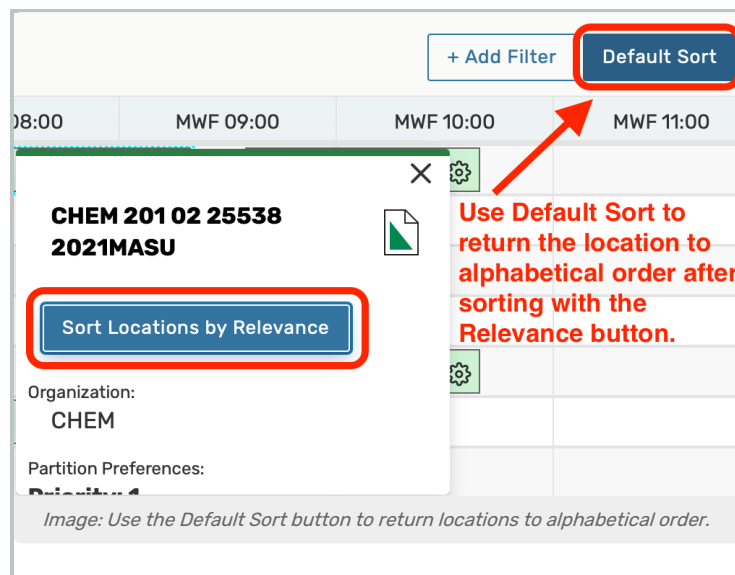 + Add Filter
Default Sort
08:00
MWF 09:00
MWF 10:00
MWF 11:00
CHEM 201 02 25538
2021MASU
Use Default Sort to
return the location to
alphabetical order after
sorting with the
Relevance button.
Sort Locations by Relevance
Organization:
CHEM
Partition Preferences:
Priority: 1
Image: Use the Default Sort button to return locations to alphabetical order.